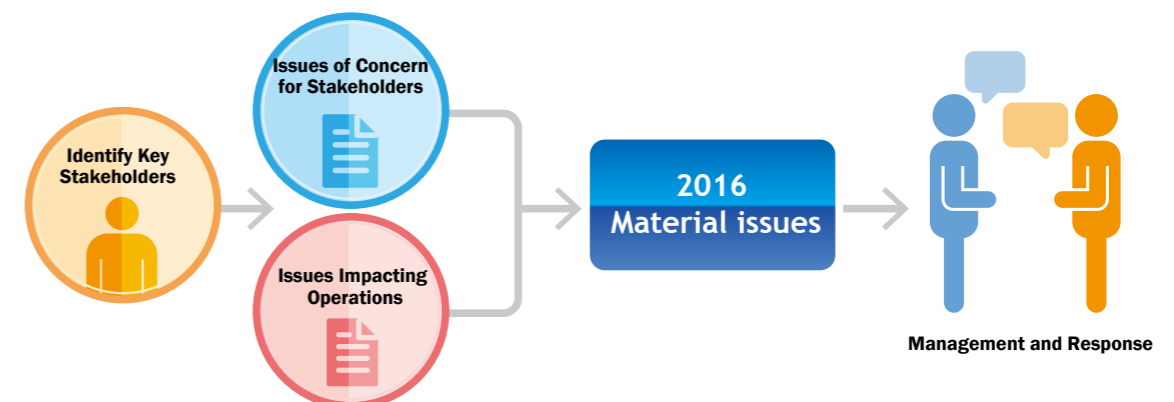 Identify Key
Stakeholders
Issues of Concern
for Stakeholders
Issues Impacting
Operations
2016
Material issues
Management and Response